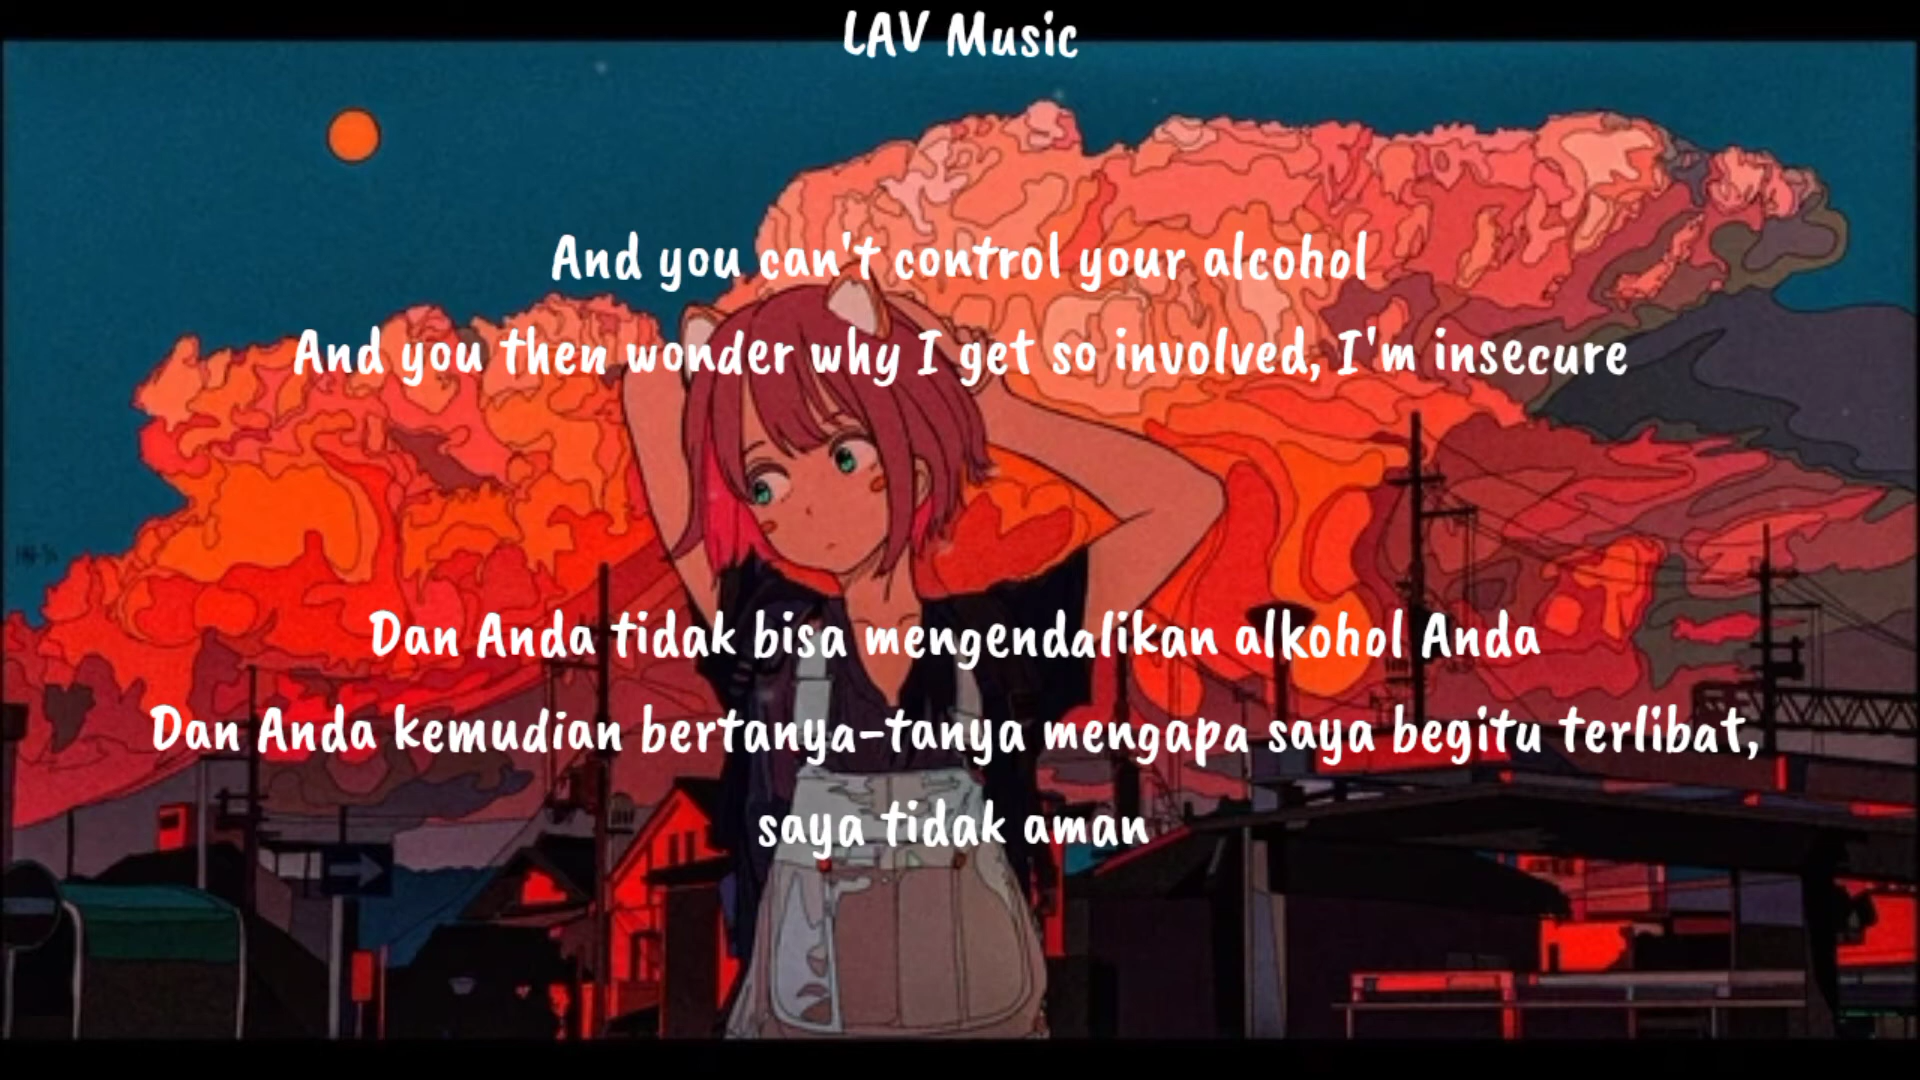 LAV Music
And you can't control your alcohol
And you then wonder why I get so involved, I'm insecure
Dan Anda tidak bisa mengendalikan alkohol Anda
Dan Anda kemudian bertanya-tanya mengapa saya begitu terlibat,
saya tidak aman